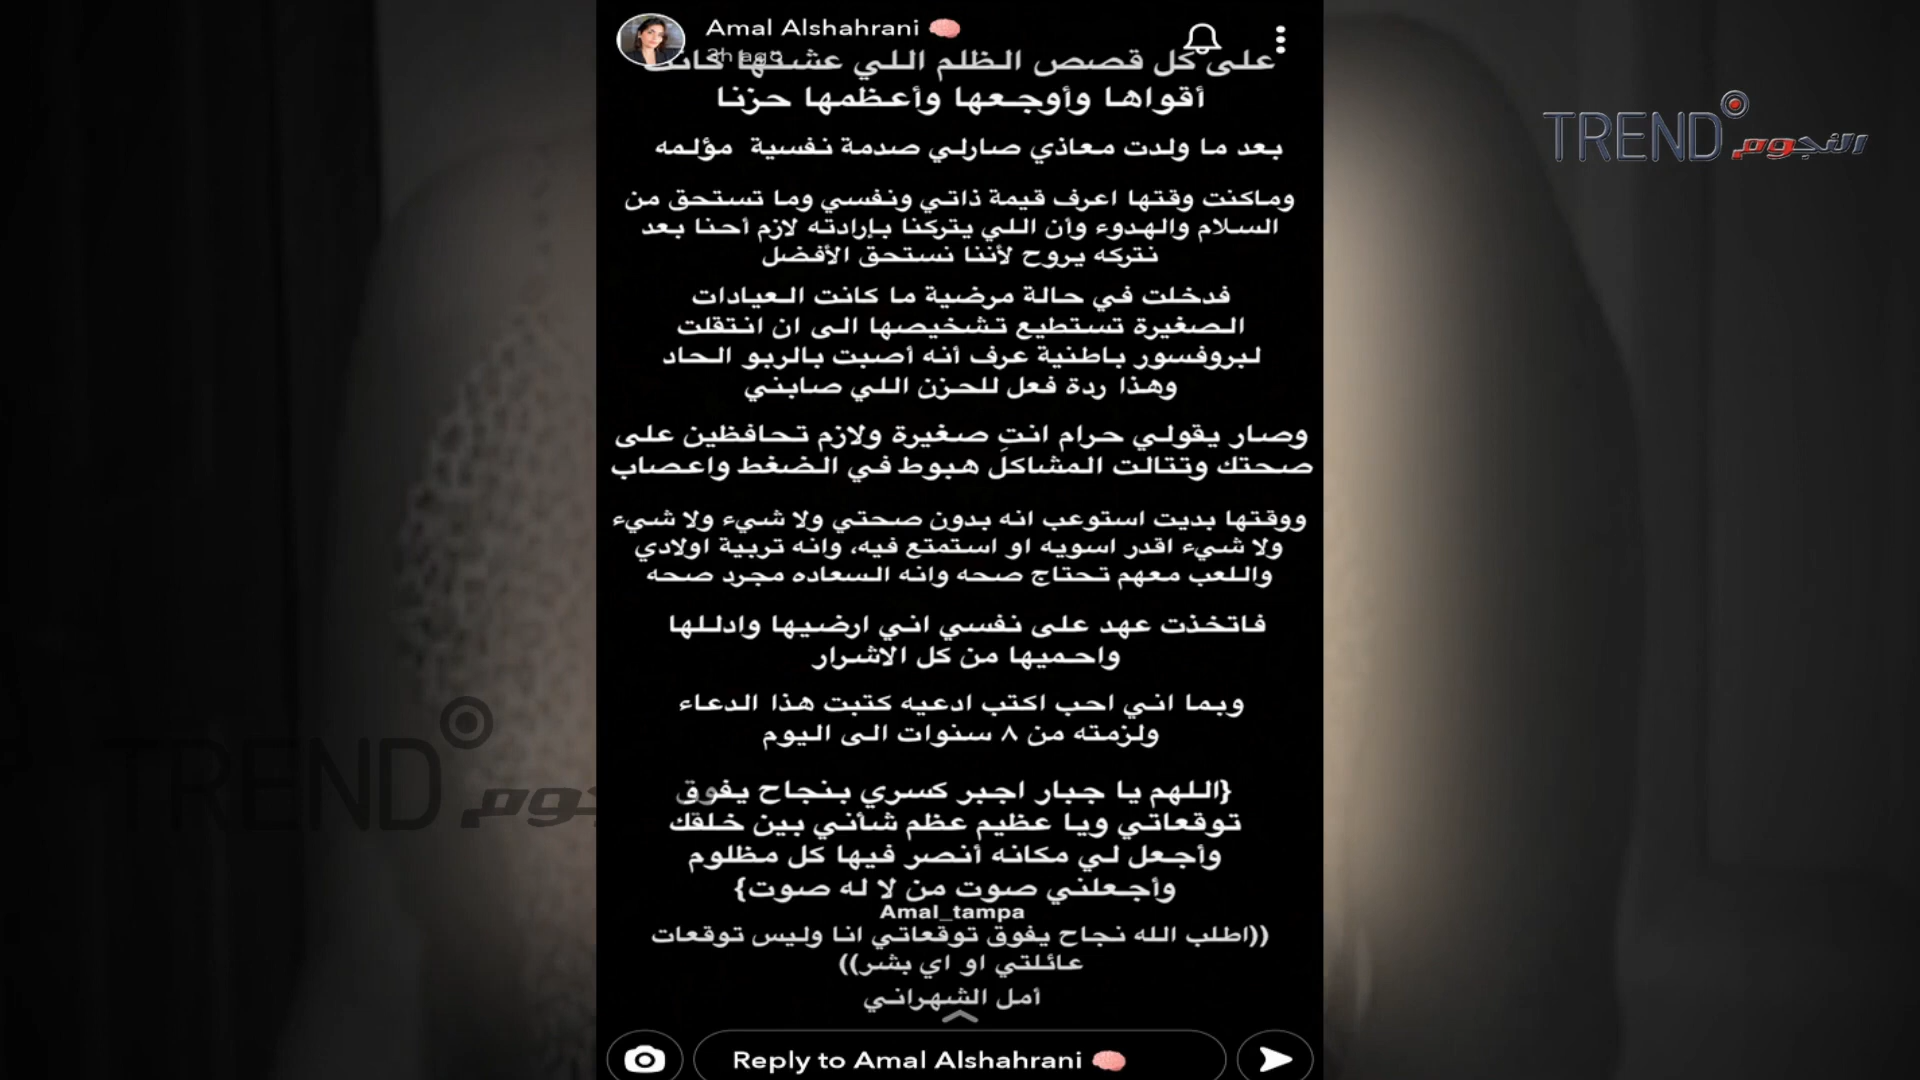 Amal Alshahrani 🧠
3h ago
على كل قصص الظلم اللي عشتها كانت
أقواها وأوجعها وأعظمها حزنا
بعد ما ولدت معاذي صارلي صدمة نفسية مؤلمه
وماكنت وقتها اعرف قيمة ذاتي ونفسي وما تستحق من
السلام والهدوء وأن اللي يتركنا بإرادته لازم أحنا بعد
نتركه يروح لأننا نستحق الأفضل
فدخلت في حالة مرضية ما كانت العيادات
الصغيرة تستطيع تشخيصها الى ان انتقلت
لبروفسور باطنية عرف أنه أصبت بالربو الحاد
وهذا ردة فعل للحزن اللي صابني
وصار يقولي حرام انتِ صغيرة ولازم تحافظين على
صحتك وتتالت المشاكل هبوط في الضغط واعصاب
ووقتها بديت استوعب انه بدون صحتي ولا شيء ولا شيء
ولا شيء اقدر اسويه او استمتع فيه، وانه تربية اولادي
واللعب معهم تحتاج صحه وانه السعاده مجرد صحه
فاتخذت عهد على نفسي اني ارضيها وادللها
واحميها من كل الاشرار
وبما اني احب اكتب ادعيه كتبت هذا الدعاء
ولزمته من ٨ سنوات الى اليوم
{اللهم يا جبار اجبر كسري بنجاح يفوق
توقعاتي ويا عظيم عظم شأني بين خلقك
وأجعل لي مكانه أنصر فيها كل مظلوم
وأجعلني صوت من لا له صوت}
Amal_tampa
((اطلب الله نجاح يفوق توقعاتي انا وليس توقعات
عائلتي او اي بشر))
أمل الشهراني
Reply to Amal Alshahrani 🧠
TREND النجوم
TREND جوم